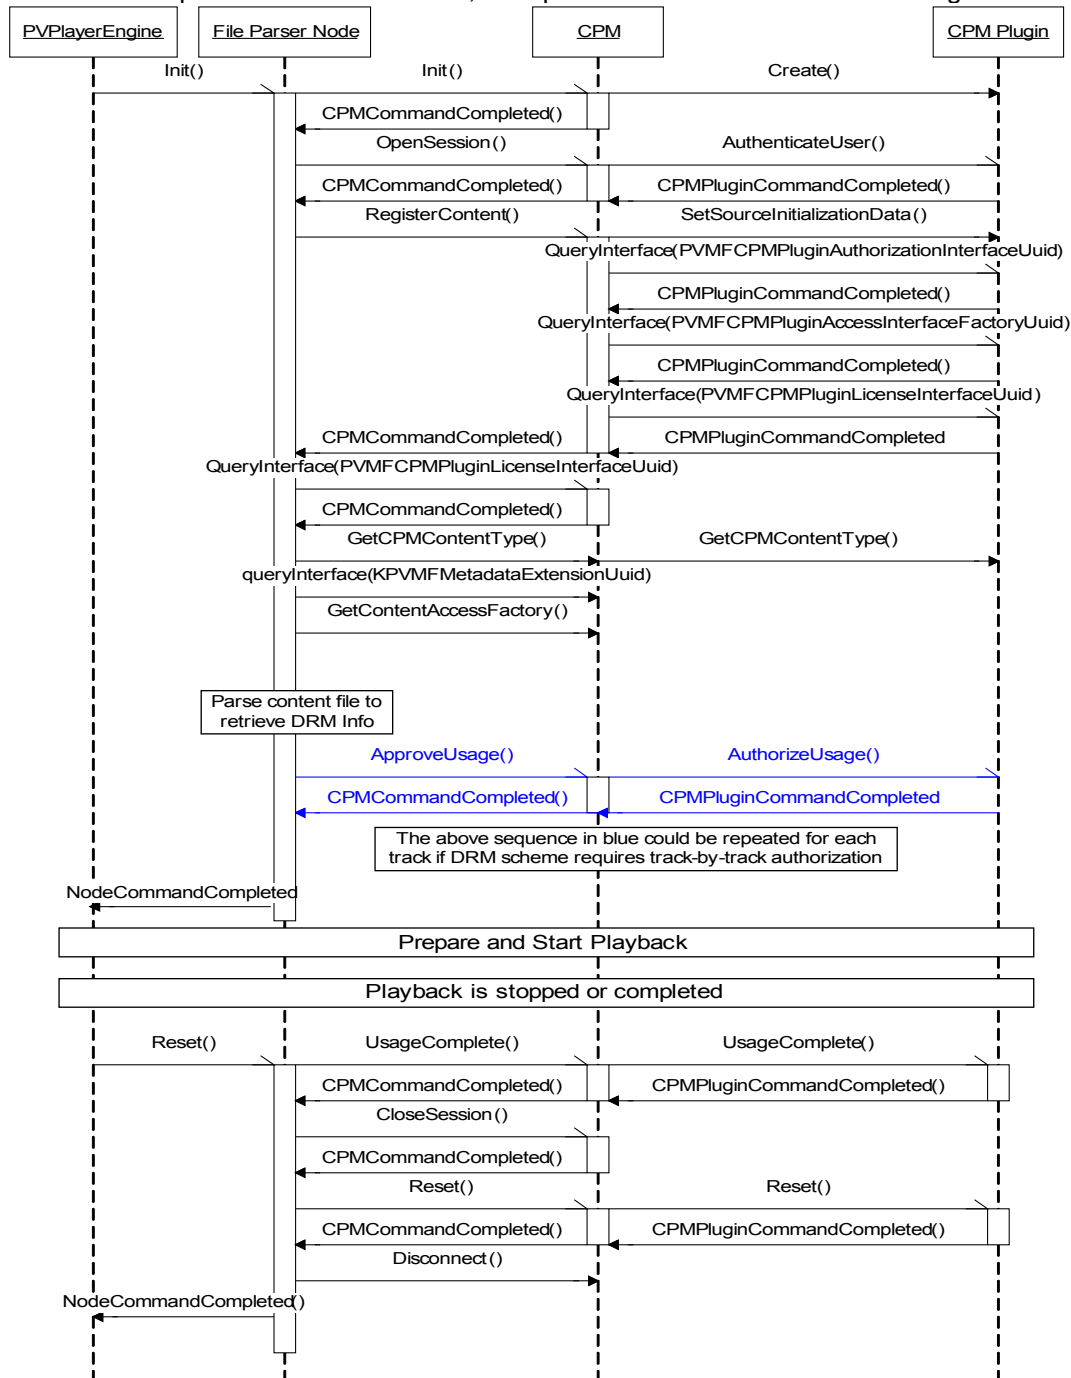 PVPlayerEngine
File Parser Node
CPM
CPM Plugin
Init()
Init()
Create()
CPMCommandCompleted()
OpenSession()
AuthenticateUser()
CPMCommandCompleted()
CPMPluginCommandCompleted()
RegisterContent()
SetSourceInitializationData()
QueryInterface(PVMFCPMPluginAuthorizationInterfaceUuid)
CPMPluginCommandCompleted()
QueryInterface(PVMFCPMPluginAccessInterfaceFactoryUuid)
CPMPluginCommandCompleted()
QueryInterface(PVMFCPMPluginLicenseInterfaceUuid)
CPMCommandCompleted()
CPMPluginCommandCompleted
QueryInterface(PVMFCPMPluginLicenseInterfaceUuid)
CPMCommandCompleted()
GetCPMContentType()
GetCPMContentType()
queryInterface(KPVMFMetadataExtensionUuid)
GetContentAccessFactory()
Parse content file to
retrieve DRM Info
ApproveUsage()
AuthorizeUsage()
CPMCommandCompleted()
CPMPluginCommandCompleted
The above sequence in blue could be repeated for each
track if DRM scheme requires track-by-track authorization
NodeCommandCompleted
Prepare and Start Playback
Playback is stopped or completed
Reset()
UsageComplete()
UsageComplete()
CPMCommandCompleted()
CPMPluginCommandCompleted()
CloseSession()
CPMCommandCompleted()
Reset()
Reset()
CPMCommandCompleted()
CPMPluginCommandCompleted()
Disconnect()
NodeCommandCompleted()